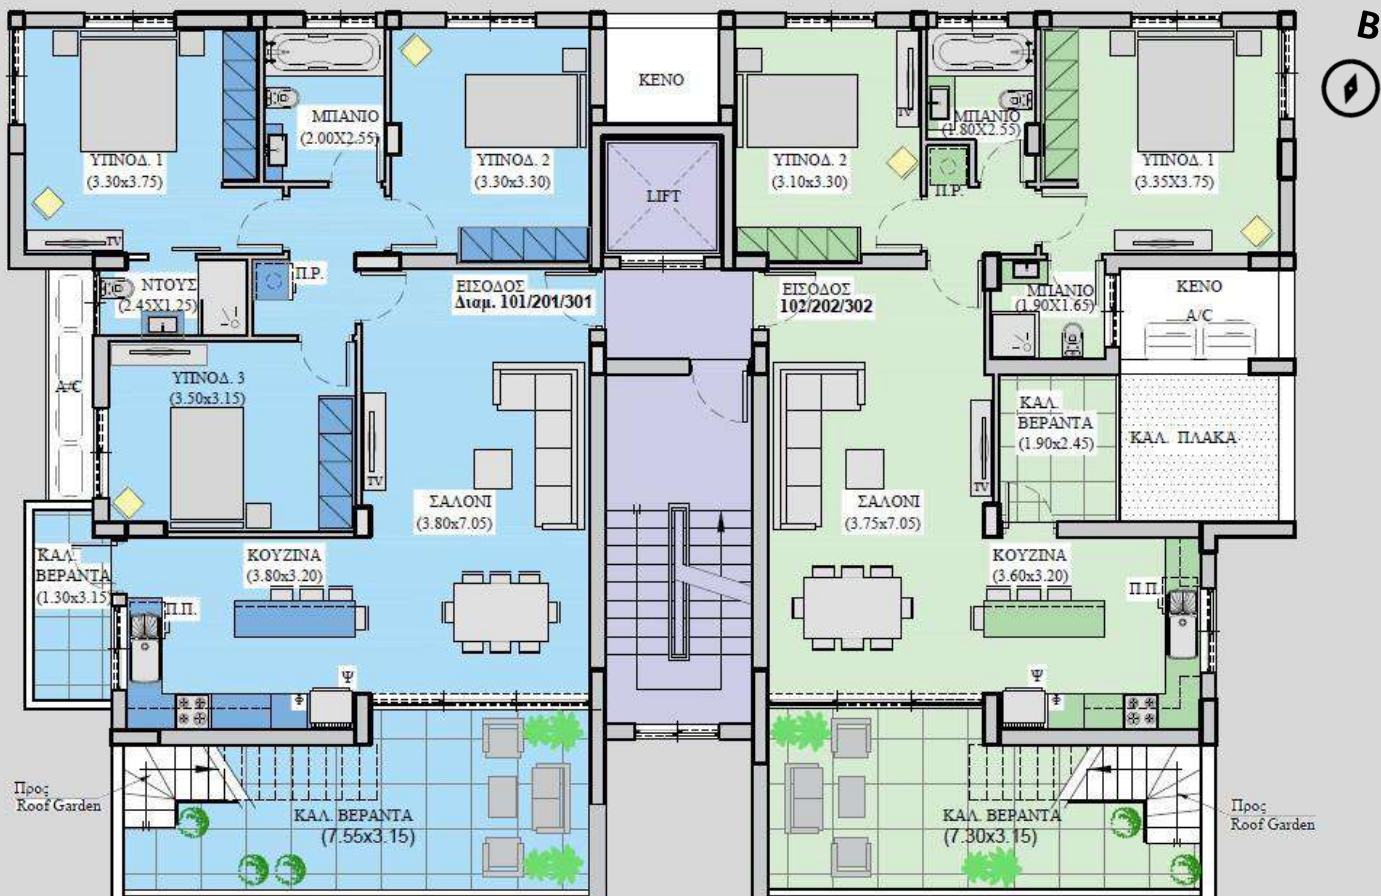 Β
ΚΕΝΟ
ΜΠΑΝΙΟ
(2.00Χ2.55)
ΜΠΑΝΙΟ
(1.80Χ2.55)
TV
ΥΠΝΟΔ. 1
(3.30x3.75)
ΥΠΝΟΔ. 2
(3.30x3.30)
ΥΠΝΟΔ. 2
(3.10x3.30)
ΥΠΝΟΔ. 1
(3.35X3.75)
Π.Ρ.
LIFT
TV
Π.Ρ.
ΝΤΟΥΣ
(2.45Χ1.25)
ΕΙΣΟΔΟΣ
Διαμ. 101/201/301
ΕΙΣΟΔΟΣ
102/202/302
ΜΠΑΝΙΟ
(1.90Χ1.65)
ΚΕΝΟ
A/C
A/C
ΥΠΝΟΔ. 3
(3.50x3.15)
ΚΑΛ.
ΒΕΡΑΝΤΑ
(1.90x2.45)
ΚΑΛ. ΠΛΑΚΑ
TV
TV
ΣΑΛΟΝΙ
(3.80x7.05)
ΣΑΛΟΝΙ
(3.75x7.05)
ΚΑΛ.
ΒΕΡΑΝΤΑ
(1.30x3.15)
ΚΟΥΖΙΝΑ
(3.80x3.20)
ΚΟΥΖΙΝΑ
(3.60x3.20)
Π.Π.
Π.Π.
Ψ
Φ
Ψ
Φ
Προς
Roof Garden
ΚΑΛ. ΒΕΡΑΝΤΑ
(7.55x3.15)
ΚΑΛ. ΒΕΡΑΝΤΑ
(7.30x3.15)
Προς
Roof Garden